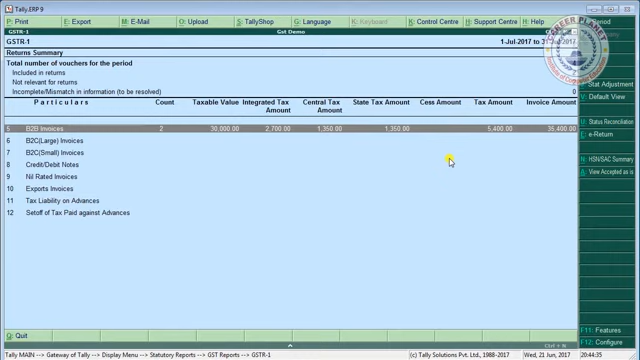 Tally.ERP 9
P: Print E: Export M: E-Mail O: Upload S: TallyShop G: Language K: Keyboard K: Control Centre H: Support Centre H: Help
GSTR-1 Gst Demo
GSTR-1 1-Jul-2017 to 31-Jul-2017
Returns Summary
Total number of vouchers for the period
Included in returns
Not relevant for returns
Incomplete/Mismatch in information (to be resolved) 0
Particulars Count Taxable Value Integrated Tax Amount Central Tax Amount State Tax Amount Cess Amount Tax Amount Invoice Amount
5 B2B Invoices 2 30,000.00 2,700.00 1,350.00 1,350.00 5,400.00 35,400.00
6 B2C(Large) Invoices
7 B2C(Small) Invoices
8 Credit/Debit Notes
9 Nil Rated Invoices
10 Exports Invoices
11 Tax Liability on Advances
12 Setoff of Tax Paid against Advances
Period
CAREER PLANET
Stat Adjustment
Default View
Status Reconciliation
e-Return
HSN/SAC Summary
View Accepted as is
F11: Features
F12: Configure
Q: Quit
Ctrl + N
Tally MAIN --> Gateway of Tally --> Display Menu --> Statutory Reports --> GST Reports --> GSTR-1 (c) Tally Solutions Pvt. Ltd., 1988-2017 Wed, 21 Jun, 2017 20:44:35